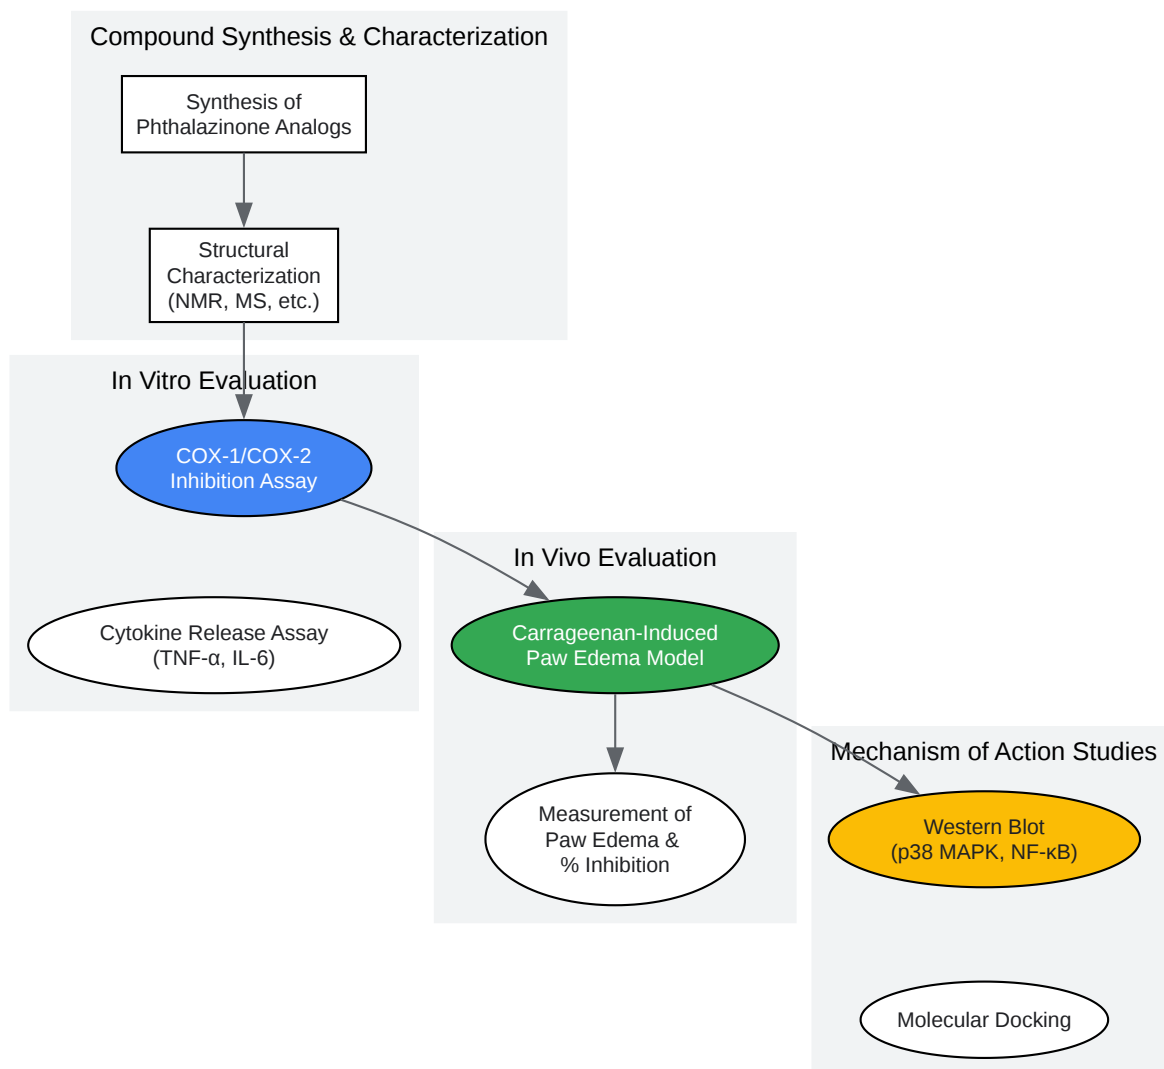 Compound Synthesis & Characterization
Synthesis of
Phthalazinone Analogs
Structural
Characterization
(NMR, MS, etc.)
In Vitro Evaluation
COX-1/COX-2
Inhibition Assay
Cytokine Release Assay
(TNF-α, IL-6)
In Vivo Evaluation
Carrageenan-Induced
Paw Edema Model
Measurement of
Paw Edema &
% Inhibition
Mechanism of Action Studies
Western Blot
(p38 MAPK, NF-κB)
Molecular Docking